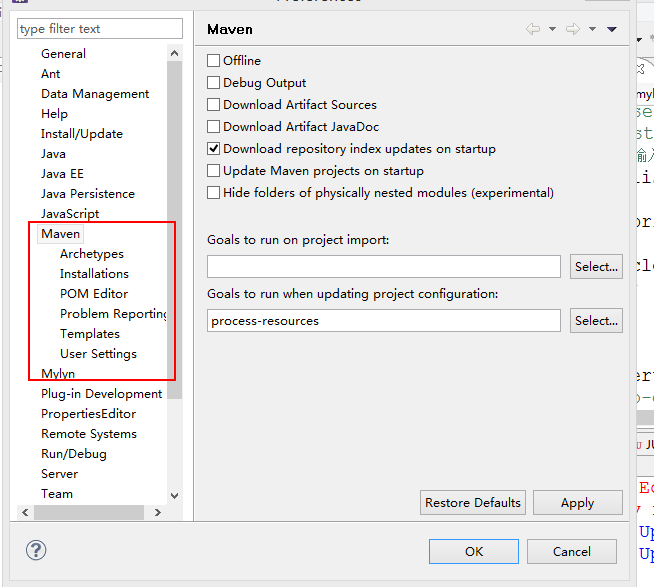 Preferences
type filter text
General
Ant
Data Management
Help
Install/Update
Java
Java EE
Java Persistence
JavaScript
Maven
Archetypes
Installations
POM Editor
Problem Reporting
Templates
User Settings
Mylyn
Plug-in Development
PropertiesEditor
Remote Systems
Run/Debug
Server
Team
Maven
Offline
Debug Output
Download Artifact Sources
Download Artifact JavaDoc
Download repository index updates on startup
Update Maven projects on startup
Hide folders of physically nested modules (experimental)
Goals to run on project import:
Select...
Goals to run when updating project configuration:
process-resources
Select...
Restore Defaults
Apply
?
OK
Cancel